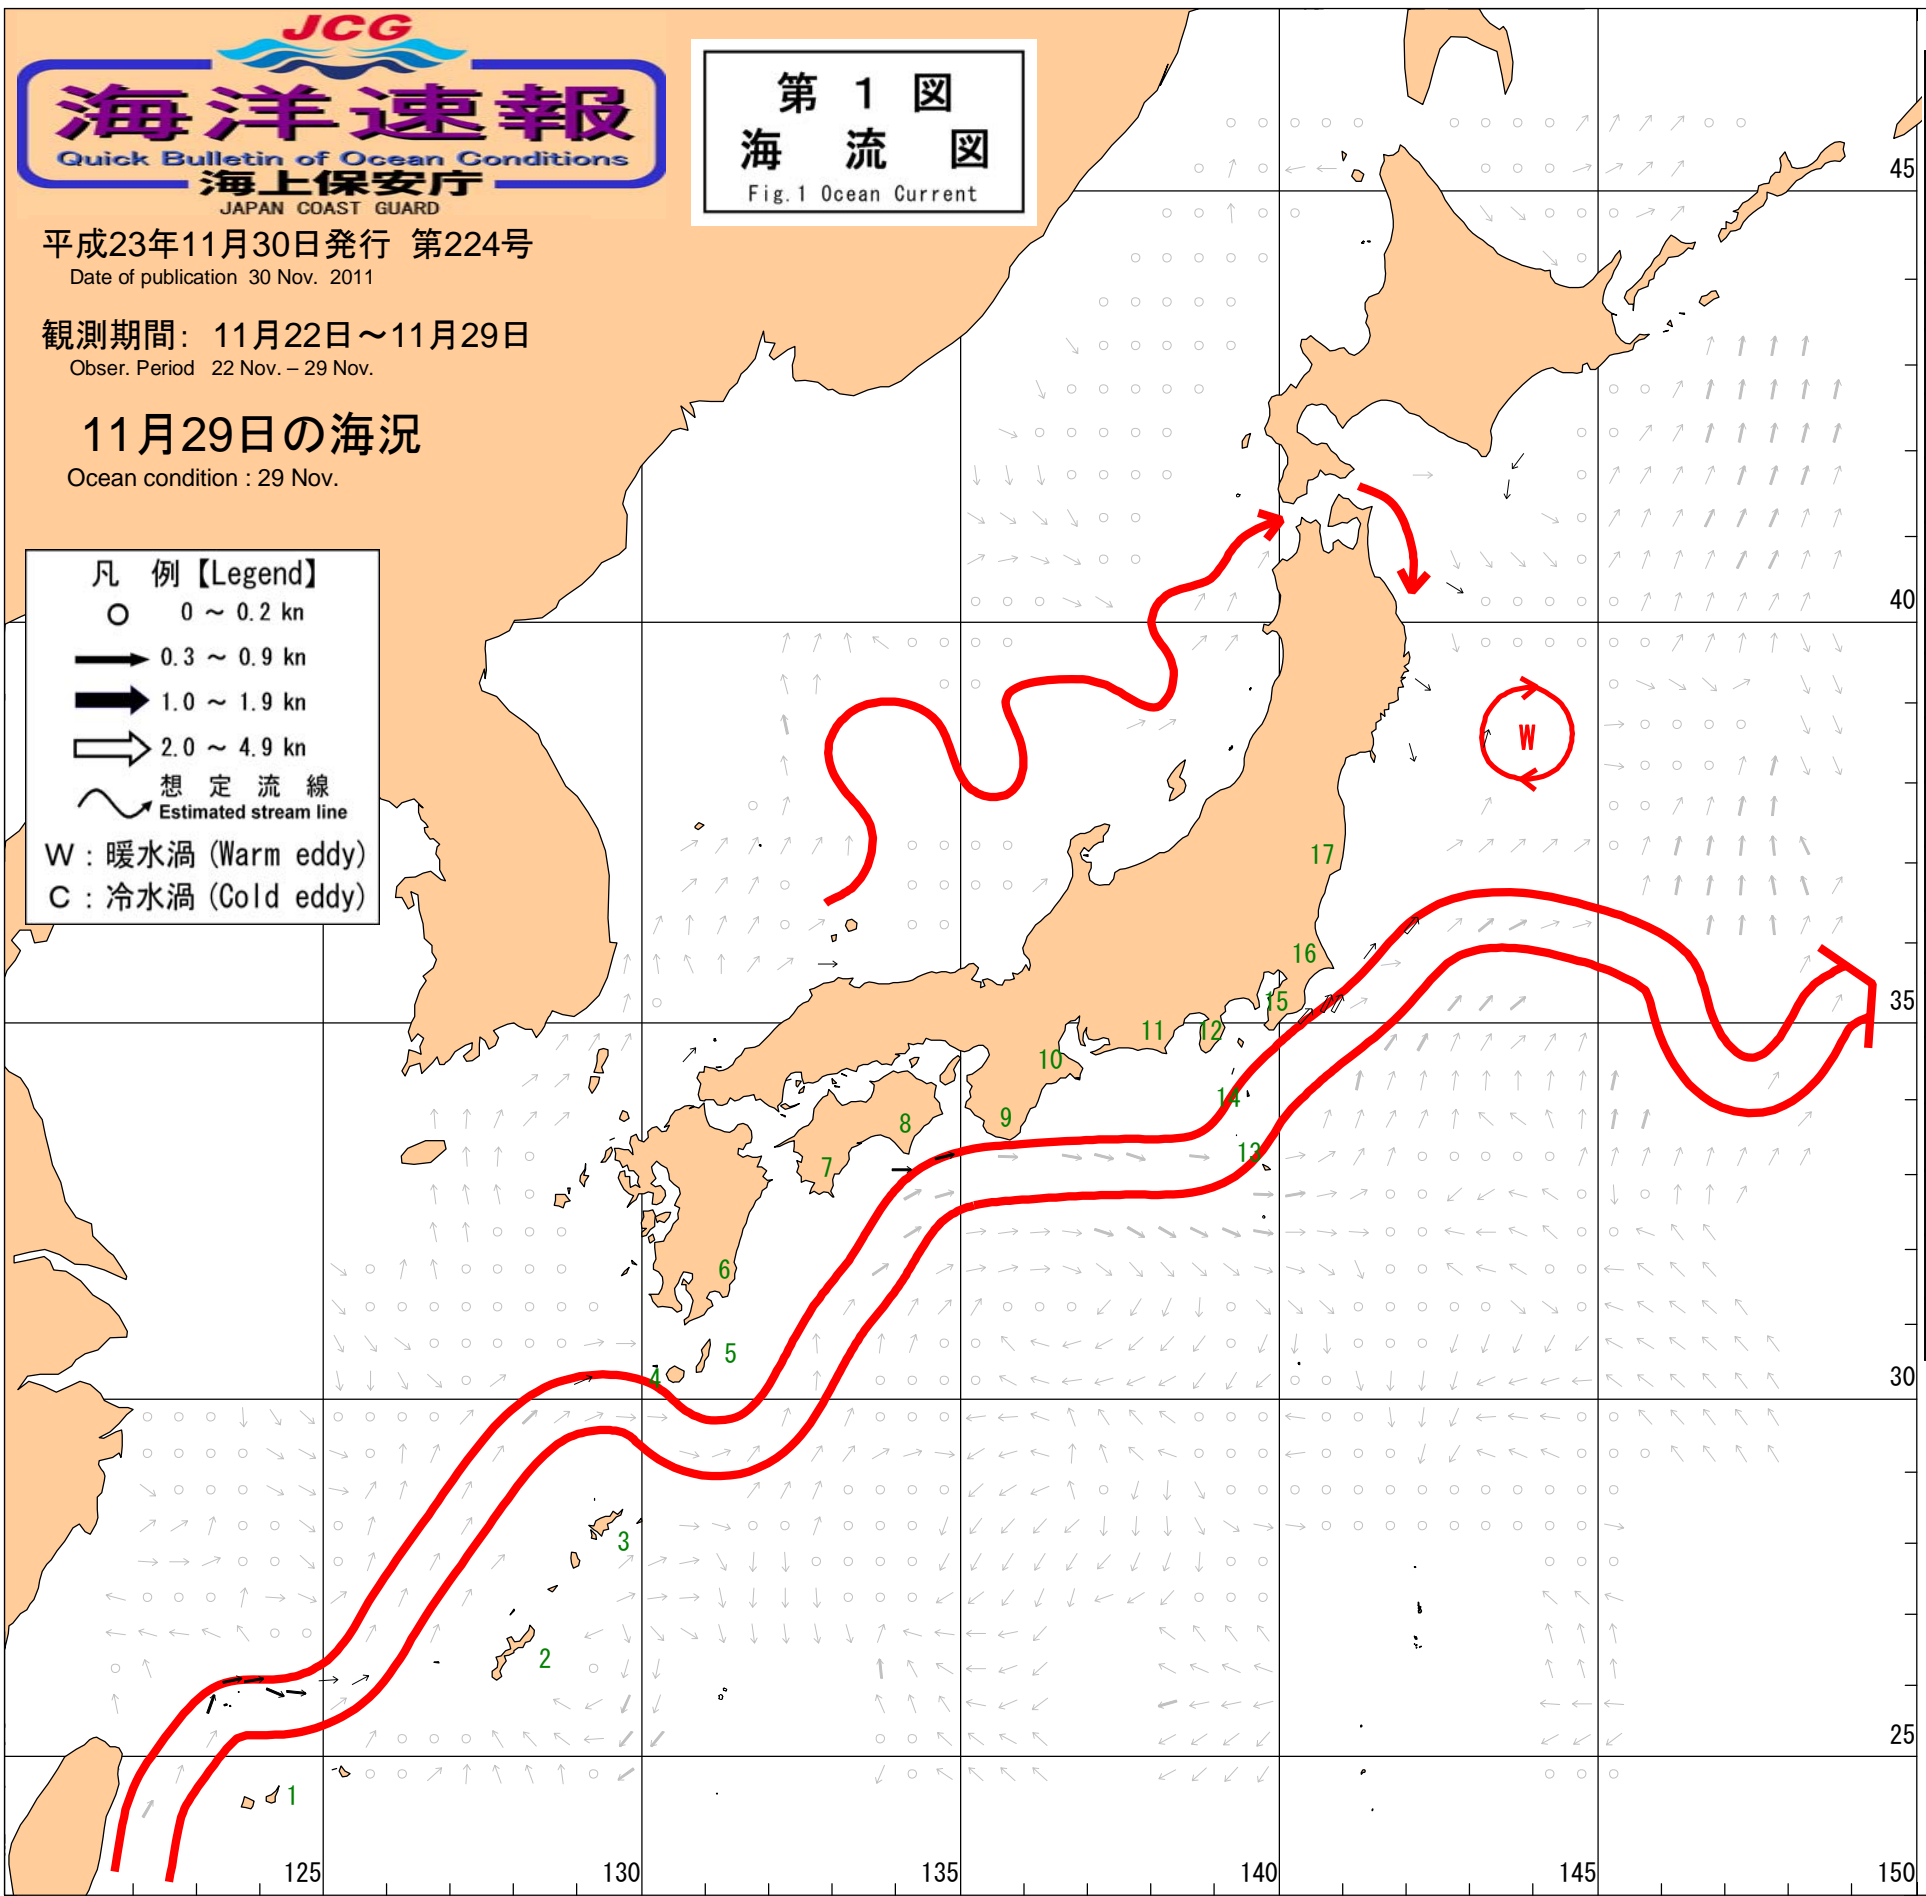 JCG
海洋速報
Quick Bulletin of Ocean Conditions
海上保安庁
JAPAN COAST GUARD
第 1 図
海 流 図
Fig.1 Ocean Current
平成23年11月30日発行 第224号
Date of publication 30 Nov. 2011
観測期間: 11月22日～11月29日
Obser. Period 22 Nov. – 29 Nov.
11月29日の海況
Ocean condition : 29 Nov.
凡 例【Legend】
0 ～ 0.2 kn
0.3 ～ 0.9 kn
1.0 ～ 1.9 kn
2.0 ～ 4.9 kn
想 定 流 線
Estimated stream line
W : 暖水渦 (Warm eddy)
C : 冷水渦 (Cold eddy)
45
40
W
17
16
35
15
14
13
12
11
10
9
8
7
6
5
4
30
3
2
25
1
125
130
135
140
145
150